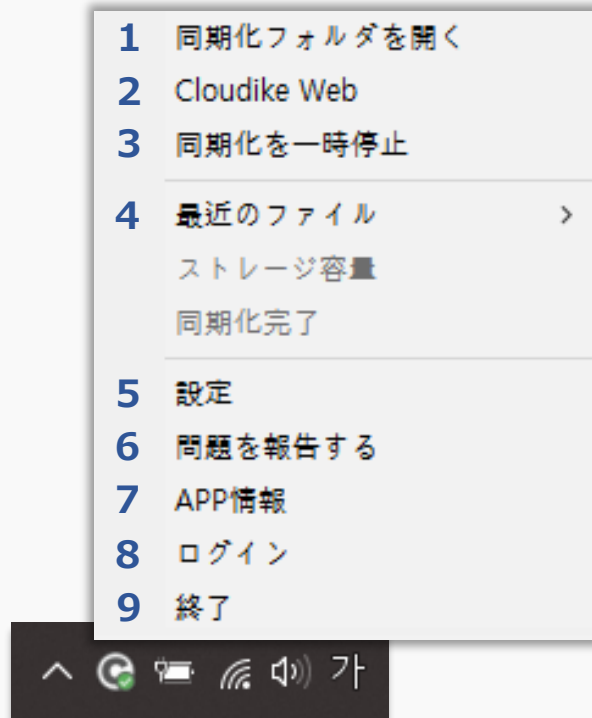 1 同期化フォルダを開く
2 Cloudike Web
3 同期化を一時停止
4 最近のファイル >
ストレージ容量
同期化完了
5 設定
6 問題を報告する
7 APP情報
8 ログイン
9 終了
가